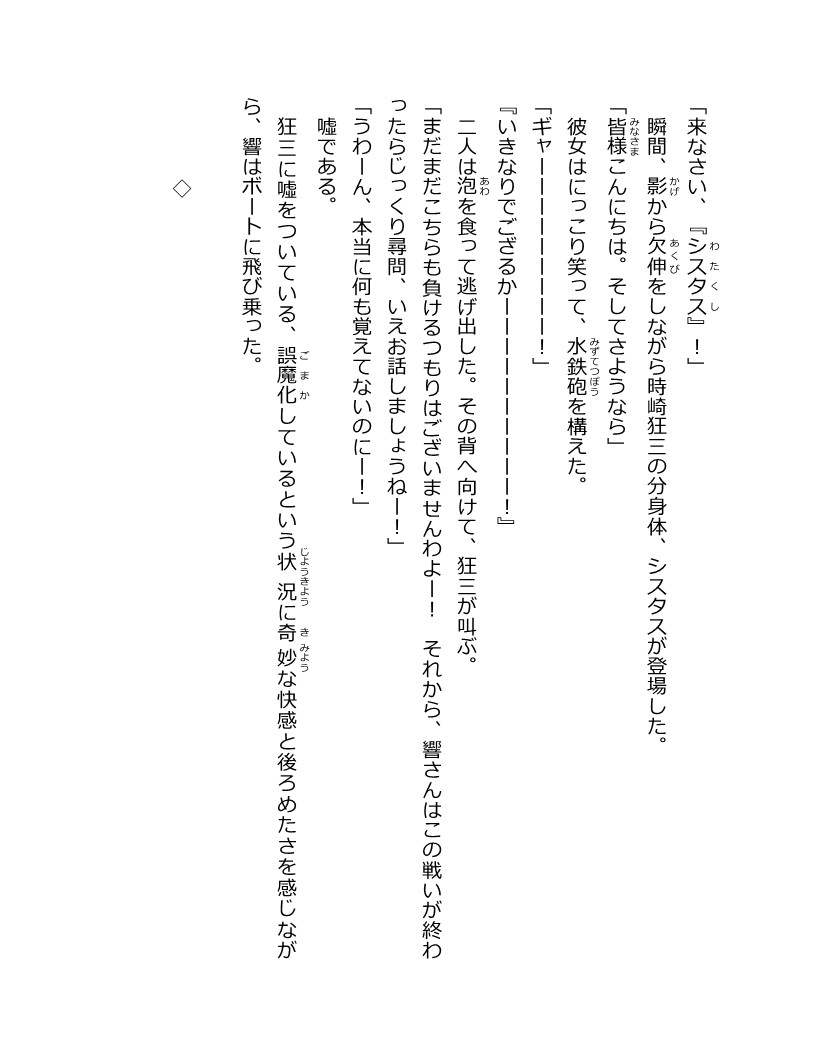 「来なさい、『シスタス』！」
瞬間、影から欠伸をしながら時崎狂三の分身体、シスタスが登場した。
「皆様こんにちは。そしてさようなら」
彼女はにっこり笑って、水鉄砲を構えた。
「ギャーーーーーーーーー！」
『いきなりでござるかーーーーーーーーーー！』
二人は泡を食って逃げ出した。その背へ向けて、狂三が叫ぶ。
「まだまだこちらも負けるつもりはございませんわよー！　それから、響さんはこの戦いが終わ
ったらじっくり尋問、いえお話しましょうねー！」
「うわーん、本当に何も覚えてないのにー！」
嘘である。
狂三に嘘をついている、誤魔化しているという状況に奇妙な快感と後ろめたさを感じなが
ら、響はボートに飛び乗った。
◇